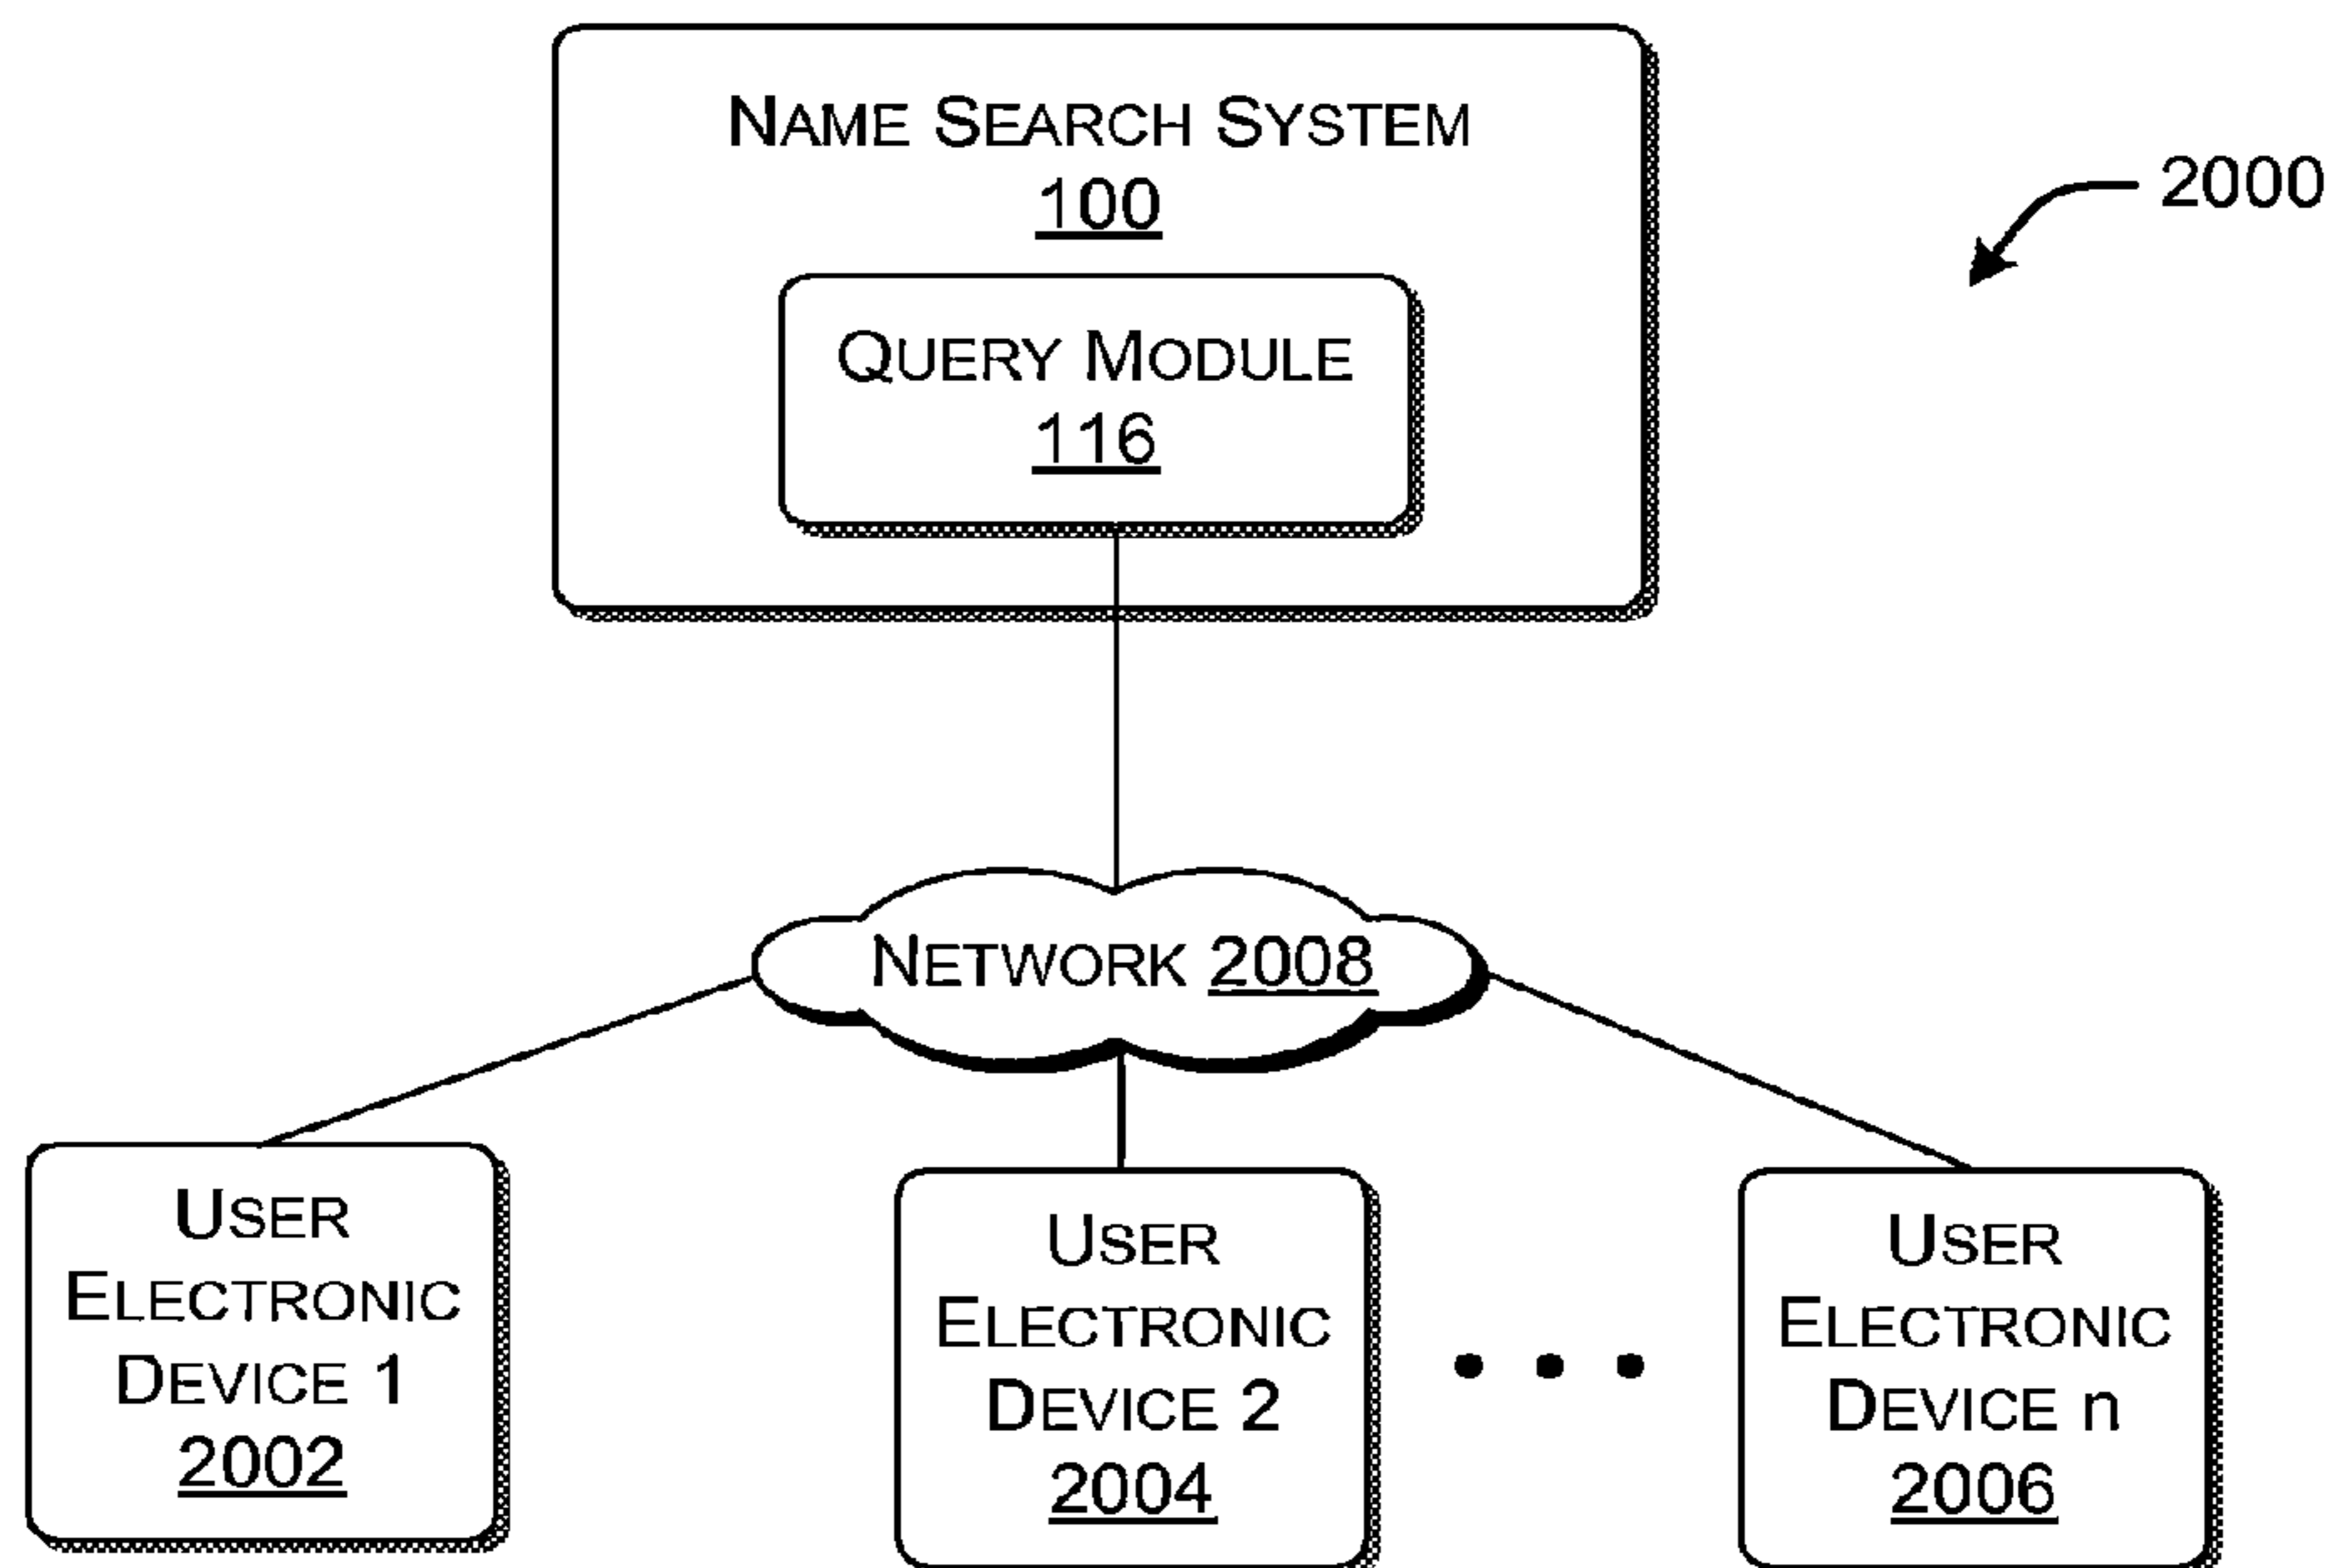 NAME SEARCH SYSTEM
100
2000
QUERY MODULE
116
NETWORK 2008
USER
ELECTRONIC
DEVICE 1
2002
USER
ELECTRONIC
DEVICE 2
2004
• • •
USER
ELECTRONIC
DEVICE n
2006